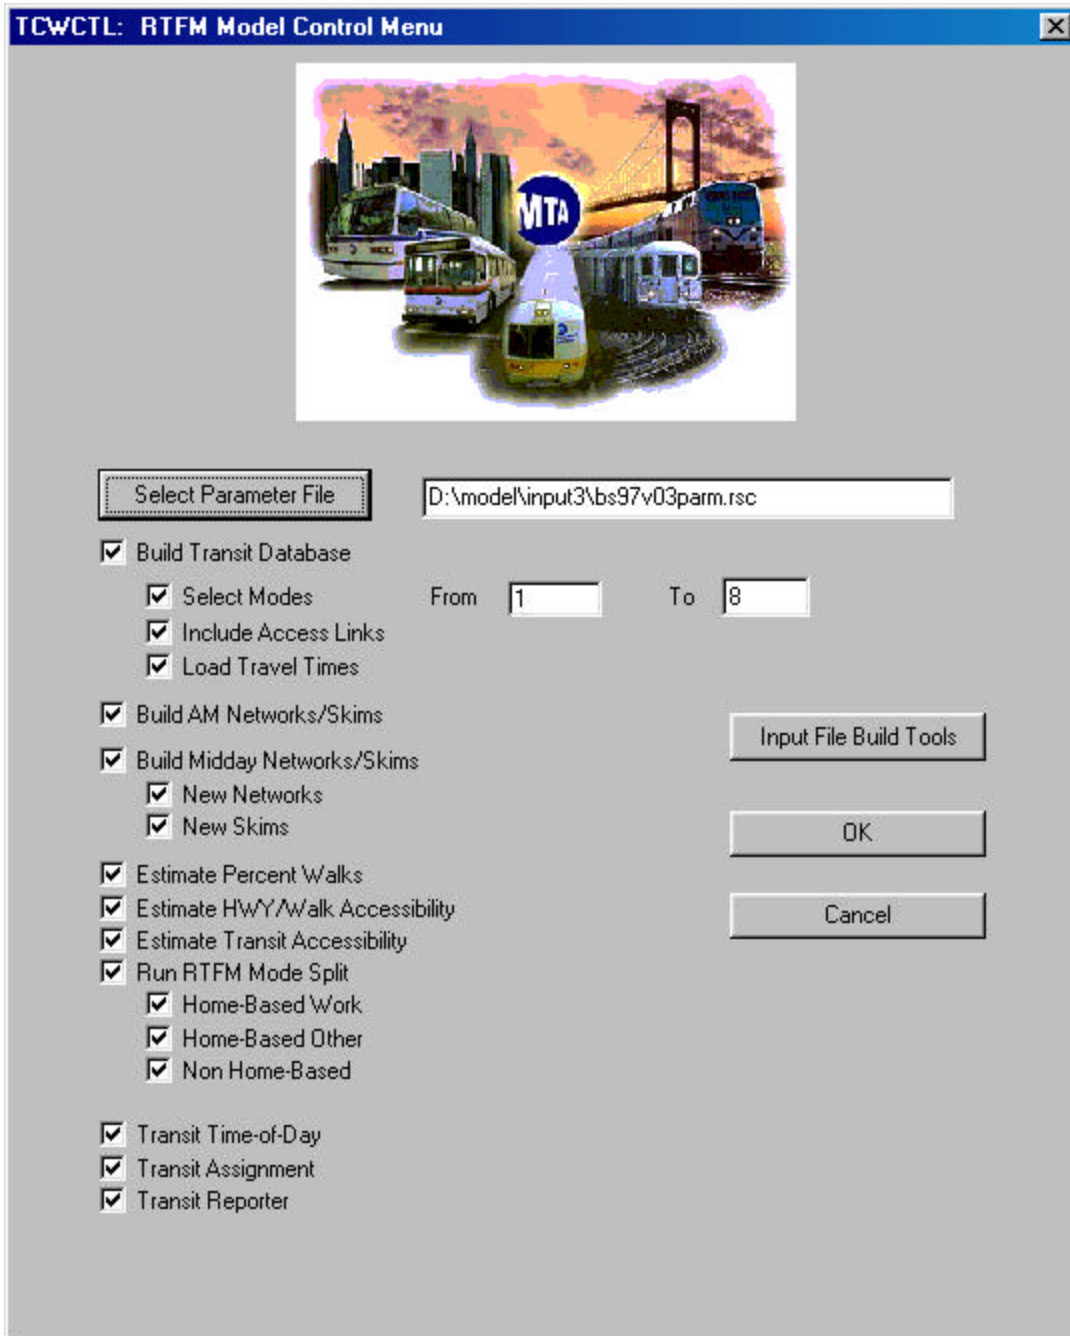 TCWCTL: RTFM Model Control Menu
MTA
Select Parameter File
D:\model\input3\bs97v03parm.rsc
Build Transit Database
Select Modes From 1 To 8
Include Access Links
Load Travel Times
Build AM Networks/Skims
Input File Build Tools
Build Midday Networks/Skims
New Networks
New Skims
OK
Estimate Percent Walks
Estimate HWY/Walk Accessibility
Cancel
Estimate Transit Accessibility
Run RTFM Mode Split
Home-Based Work
Home-Based Other
Non Home-Based
Transit Time-of-Day
Transit Assignment
Transit Reporter